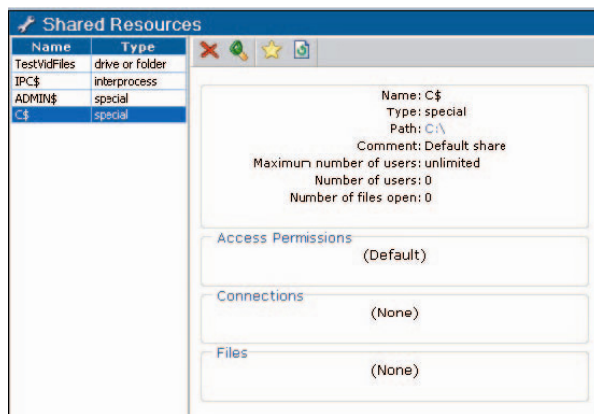 Shared Resources
Name Type
TestVidFiles drive or folder
IPC$ interprocess
ADMIN$ special
C$ special
Name: C$
Type: special
Path: C:\
Comment: Default share
Maximum number of users: unlimited
Number of users: 0
Number of files open: 0
Access Permissions
(Default)
Connections
(None)
Files
(None)